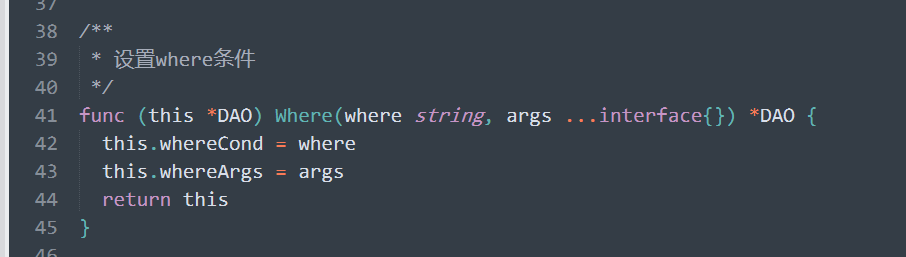 37
38 /**
39  * 设置where条件
40  */
41 func (this *DAO) Where(where string, args ...interface{}) *DAO {
42   this.whereCond = where
43   this.whereArgs = args
44   return this
45 }
46